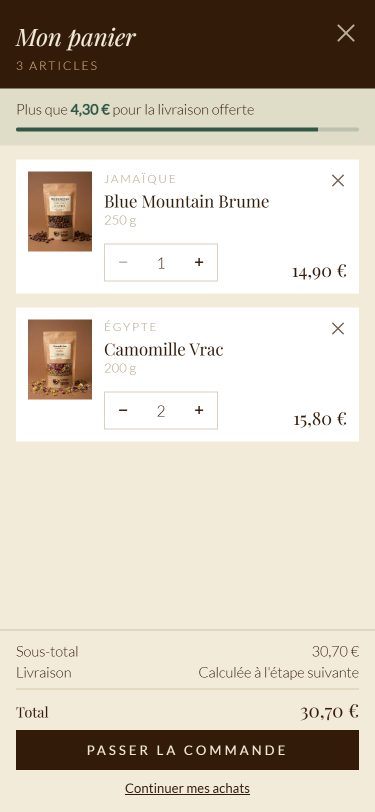 Mon panier
3 ARTICLES
Plus que 4,30 € pour la livraison offerte
JAMAÏQUE
Blue Mountain Brume
250 g
1
14,90 €
ÉGYPTE
Camomille Vrac
200 g
2
15,80 €
Sous-total 30,70 €
Livraison Calculée à l'étape suivante
Total 30,70 €
PASSER LA COMMANDE
Continuer mes achats